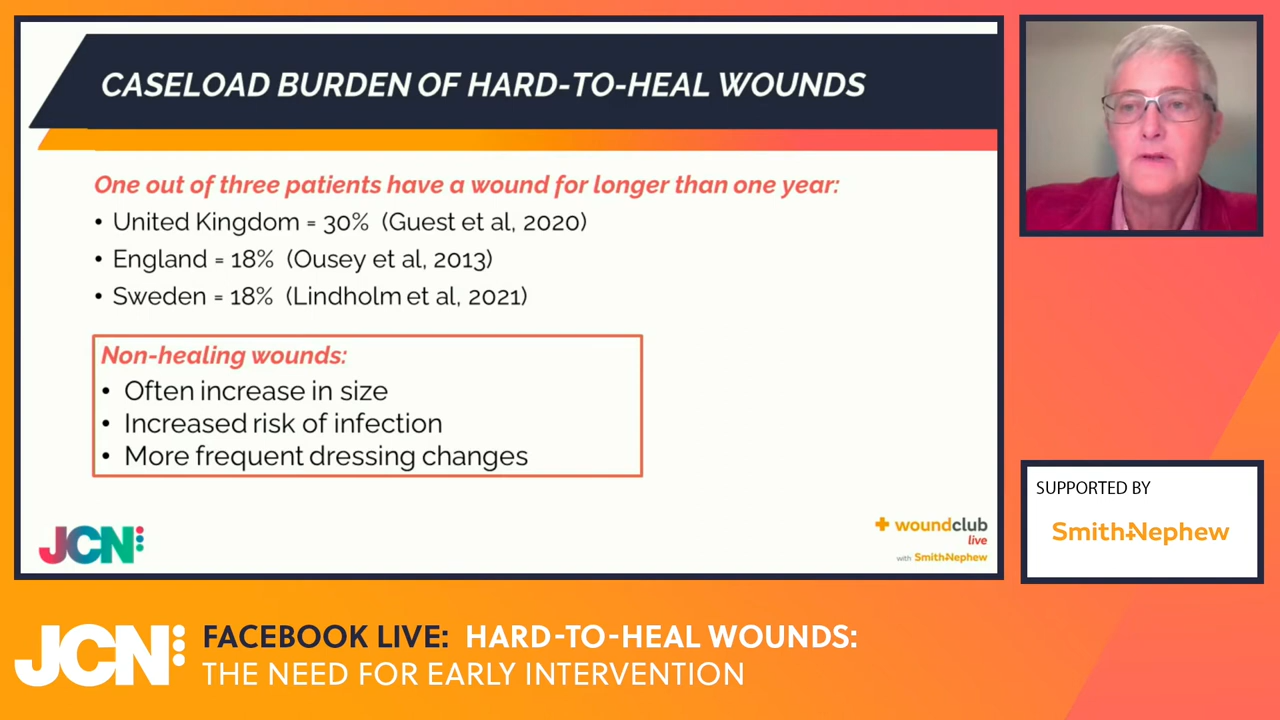 CASELOAD BURDEN OF HARD-TO-HEAL WOUNDS
One out of three patients have a wound for longer than one year:
• United Kingdom = 30% (Guest et al, 2020)
• England = 18% (Ousey et al, 2013)
• Sweden = 18% (Lindholm et al, 2021)
Non-healing wounds:
• Often increase in size
• Increased risk of infection
• More frequent dressing changes
JCN
woundclub
live
with Smith+Nephew
SUPPORTED BY
Smith+Nephew
JCN
FACEBOOK LIVE: HARD-TO-HEAL WOUNDS:
THE NEED FOR EARLY INTERVENTION